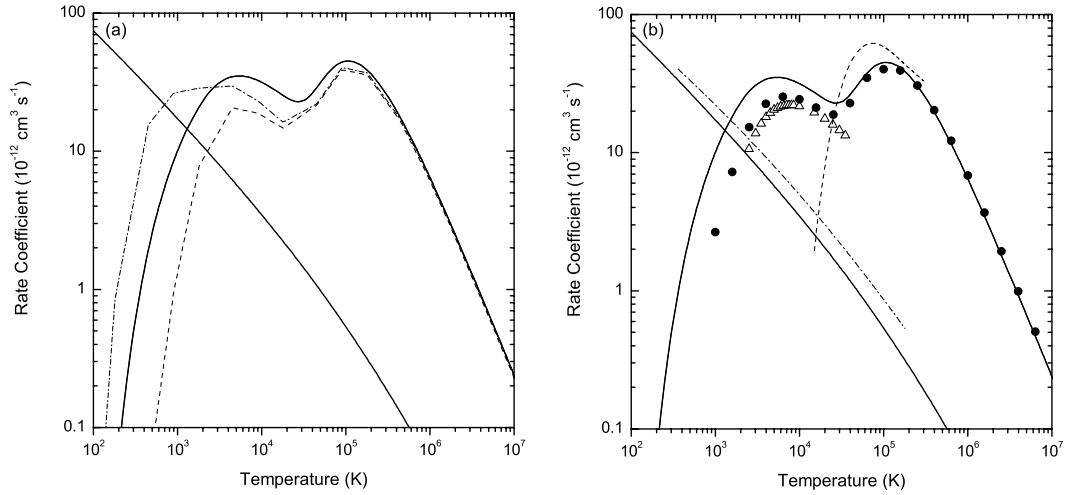 (a)
100
10
1
0.1
Rate Coefficient (10⁻¹² cm³ s⁻¹)
10² 10³ 10⁴ 10⁵ 10⁶ 10⁷
Temperature (K)
(b)
100
10
1
0.1
Rate Coefficient (10⁻¹² cm³ s⁻¹)
10² 10³ 10⁴ 10⁵ 10⁶ 10⁷
Temperature (K)